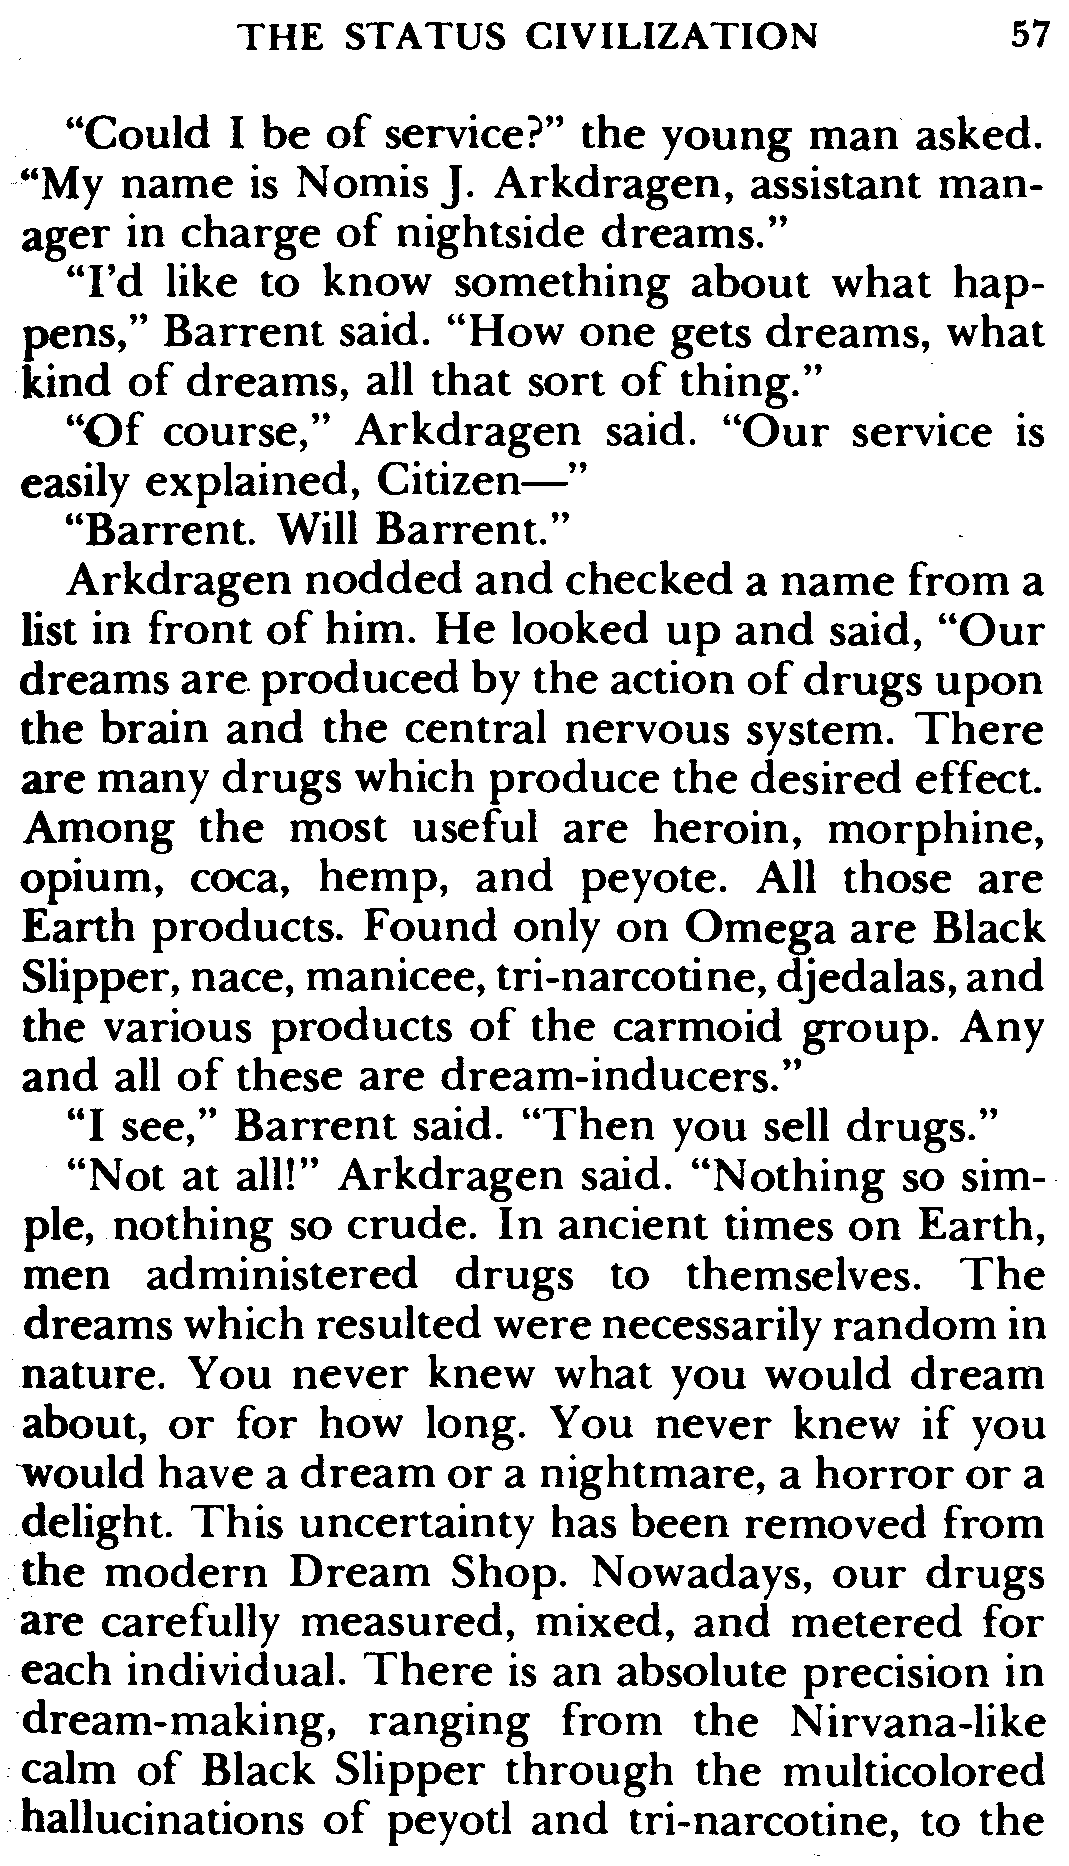 THE STATUS CIVILIZATION 57
“Could I be of service?” the young man asked.
“My name is Nomis J. Arkdragen, assistant man-
ager in charge of nightside dreams.”
“I’d like to know something about what hap-
pens,” Barrent said. “How one gets dreams, what
kind of dreams, all that sort of thing.”
“Of course,” Arkdragen said. “Our service is
easily explained, Citizen—”
“Barrent. Will Barrent.”
Arkdragen nodded and checked a name from a
list in front of him. He looked up and said, “Our
dreams are produced by the action of drugs upon
the brain and the central nervous system. There
are many drugs which produce the desired effect.
Among the most useful are heroin, morphine,
opium, coca, hemp, and peyote. All those are
Earth products. Found only on Omega are Black
Slipper, nace, manicee, tri-narcotine, djedalas, and
the various products of the carmoid group. Any
and all of these are dream-inducers.”
“I see,” Barrent said. “Then you sell drugs.”
“Not at all!” Arkdragen said. “Nothing so sim-
ple, nothing so crude. In ancient times on Earth,
men administered drugs to themselves. The
dreams which resulted were necessarily random in
nature. You never knew what you would dream
about, or for how long. You never knew if you
would have a dream or a nightmare, a horror or a
delight. This uncertainty has been removed from
the modern Dream Shop. Nowadays, our drugs
are carefully measured, mixed, and metered for
each individual. There is an absolute precision in
dream-making, ranging from the Nirvana-like
calm of Black Slipper through the multicolored
hallucinations of peyotl and tri-narcotine, to the